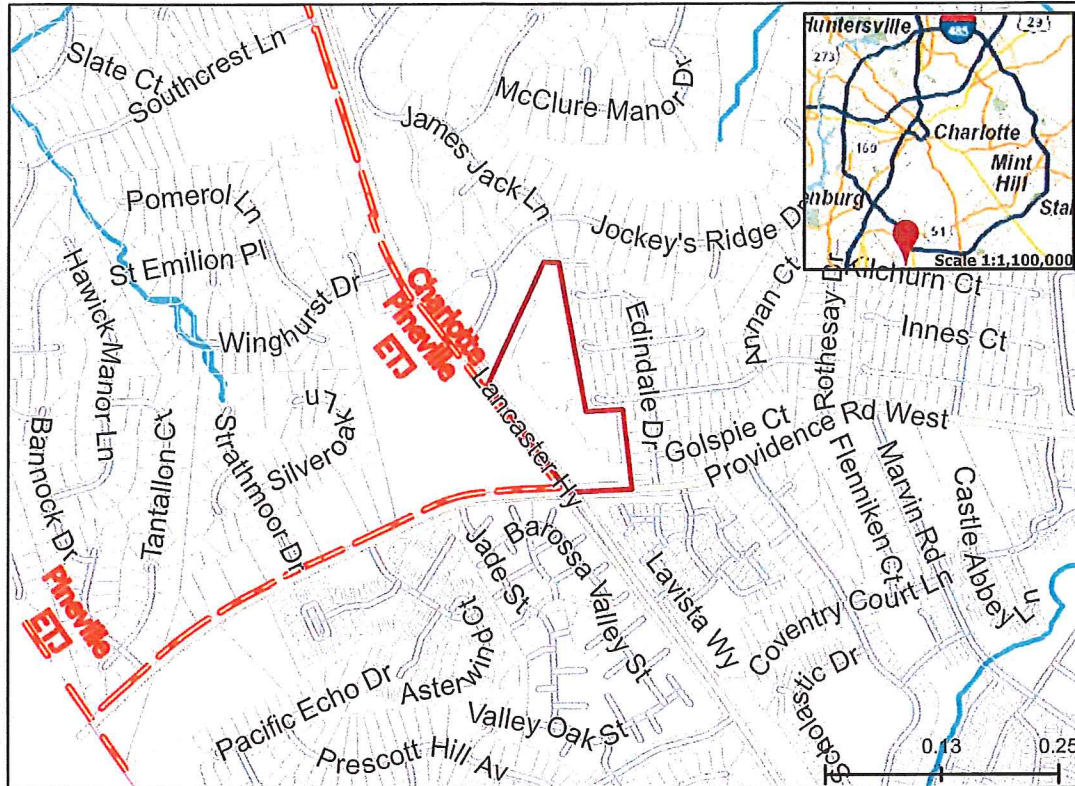 Slate Ct
Southcrest Ln
McClure Manor Dr
James Jack Ln
Pomerol Ln
Jockey's Ridge Dr
St Emilion Pl
Hawick Manor Ln
Winghurst Dr
Charlotte
Pineville
ETJ
Lancaster Hy
Edindale Dr
Annan Ct
Rothesay Dr
Kilchurn Ct
Innes Ct
Silveroak Ln
Golspie Ct
Providence Rd West
Bannock Dr
Tantallon Ct
Strathmoor Dr
Flenniken Ct
Marvin Rd
Castle Abbey Ln
Jade St
Barossa Valley St
Lavista Wy
Coventry Court Ln
Pineville
ETJ
Asterwind Ct
Pacific Echo Dr
Valley Oak St
Scholastic Dr
Prescott Hill Av
0.13
0.25
Huntersville
485
29
273
Charlotte
160
Mint
Hill
enburg
51
Stal
Scale 1:1,100,000